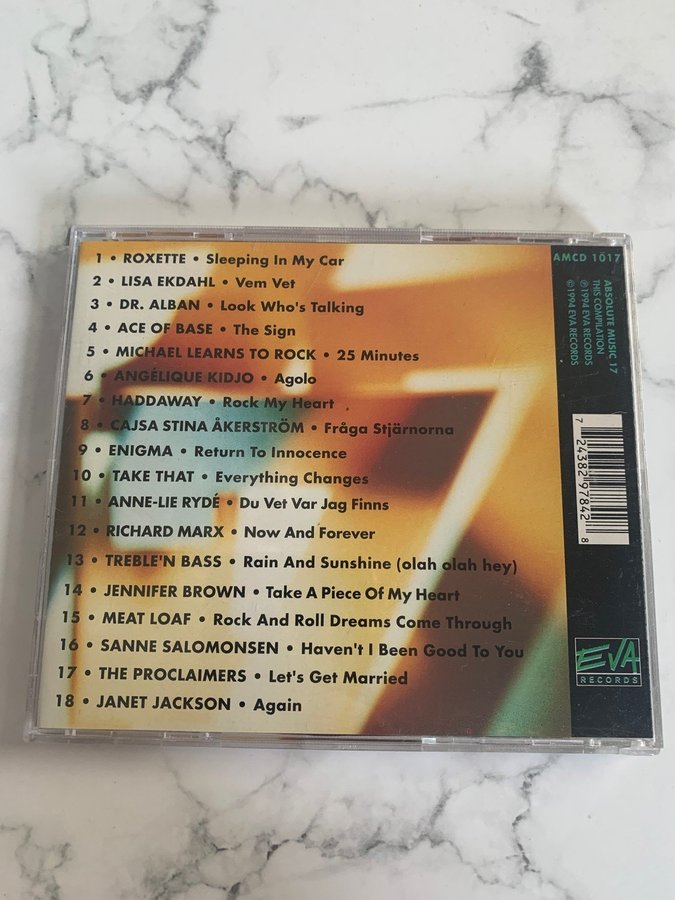 1 • ROXETTE • Sleeping In My Car
2 • LISA EKDAHL • Vem Vet
3 • DR. ALBAN • Look Who's Talking
4 • ACE OF BASE • The Sign
5 • MICHAEL LEARNS TO ROCK • 25 Minutes
6 • ANGÉLIQUE KIDJO • Agolo
7 • HADDAWAY • Rock My Heart
8 • CAJSA STINA ÅKERSTRÖM • Fråga Stjärnorna
9 • ENIGMA • Return To Innocence
10 • TAKE THAT • Everything Changes
11 • ANNE-LIE RYDÉ • Du Vet Var Jag Finns
12 • RICHARD MARX • Now And Forever
13 • TREBLE'N BASS • Rain And Sunshine (olah olah hey)
14 • JENNIFER BROWN • Take A Piece Of My Heart
15 • MEAT LOAF • Rock And Roll Dreams Come Through
16 • SANNE SALOMONSEN • Haven't I Been Good To You
17 • THE PROCLAIMERS • Let's Get Married
18 • JANET JACKSON • Again
AMCD 1017
ABSOLUTE MUSIC 17
THIS COMPILATION
℗ 1994 EVA RECORDS
© 1994 EVA RECORDS
7 24382 97842 8
EVA
RECORDS